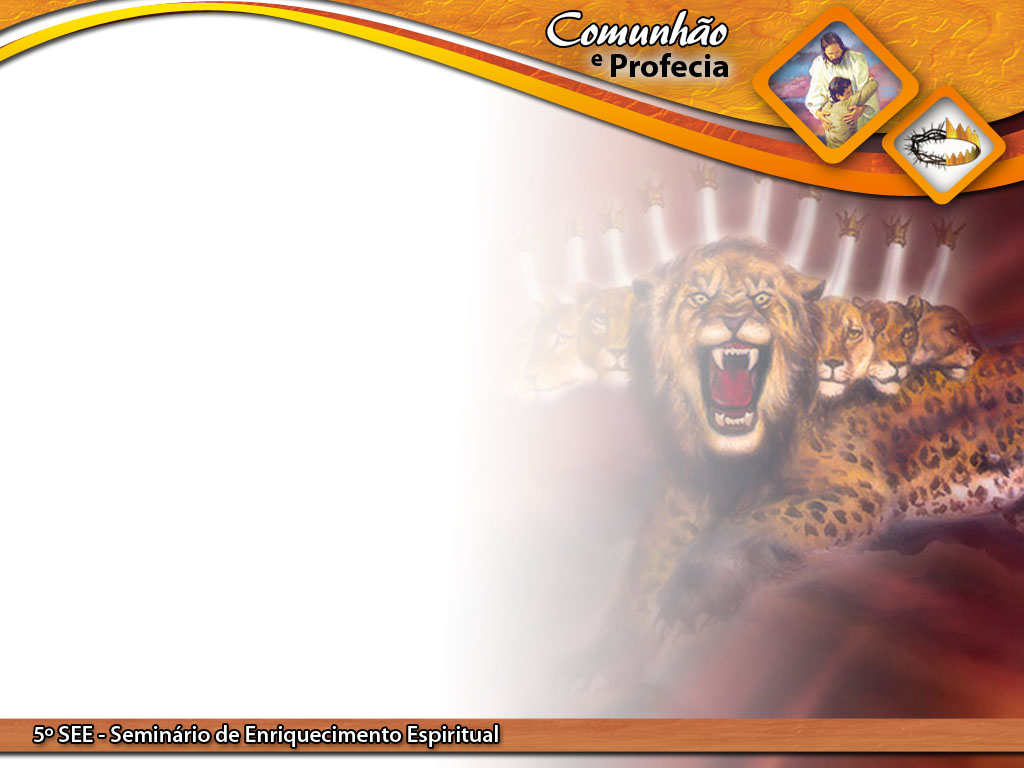 Comunhão
e Profecia
5º SEE - Seminário de Enriquecimento Espiritual